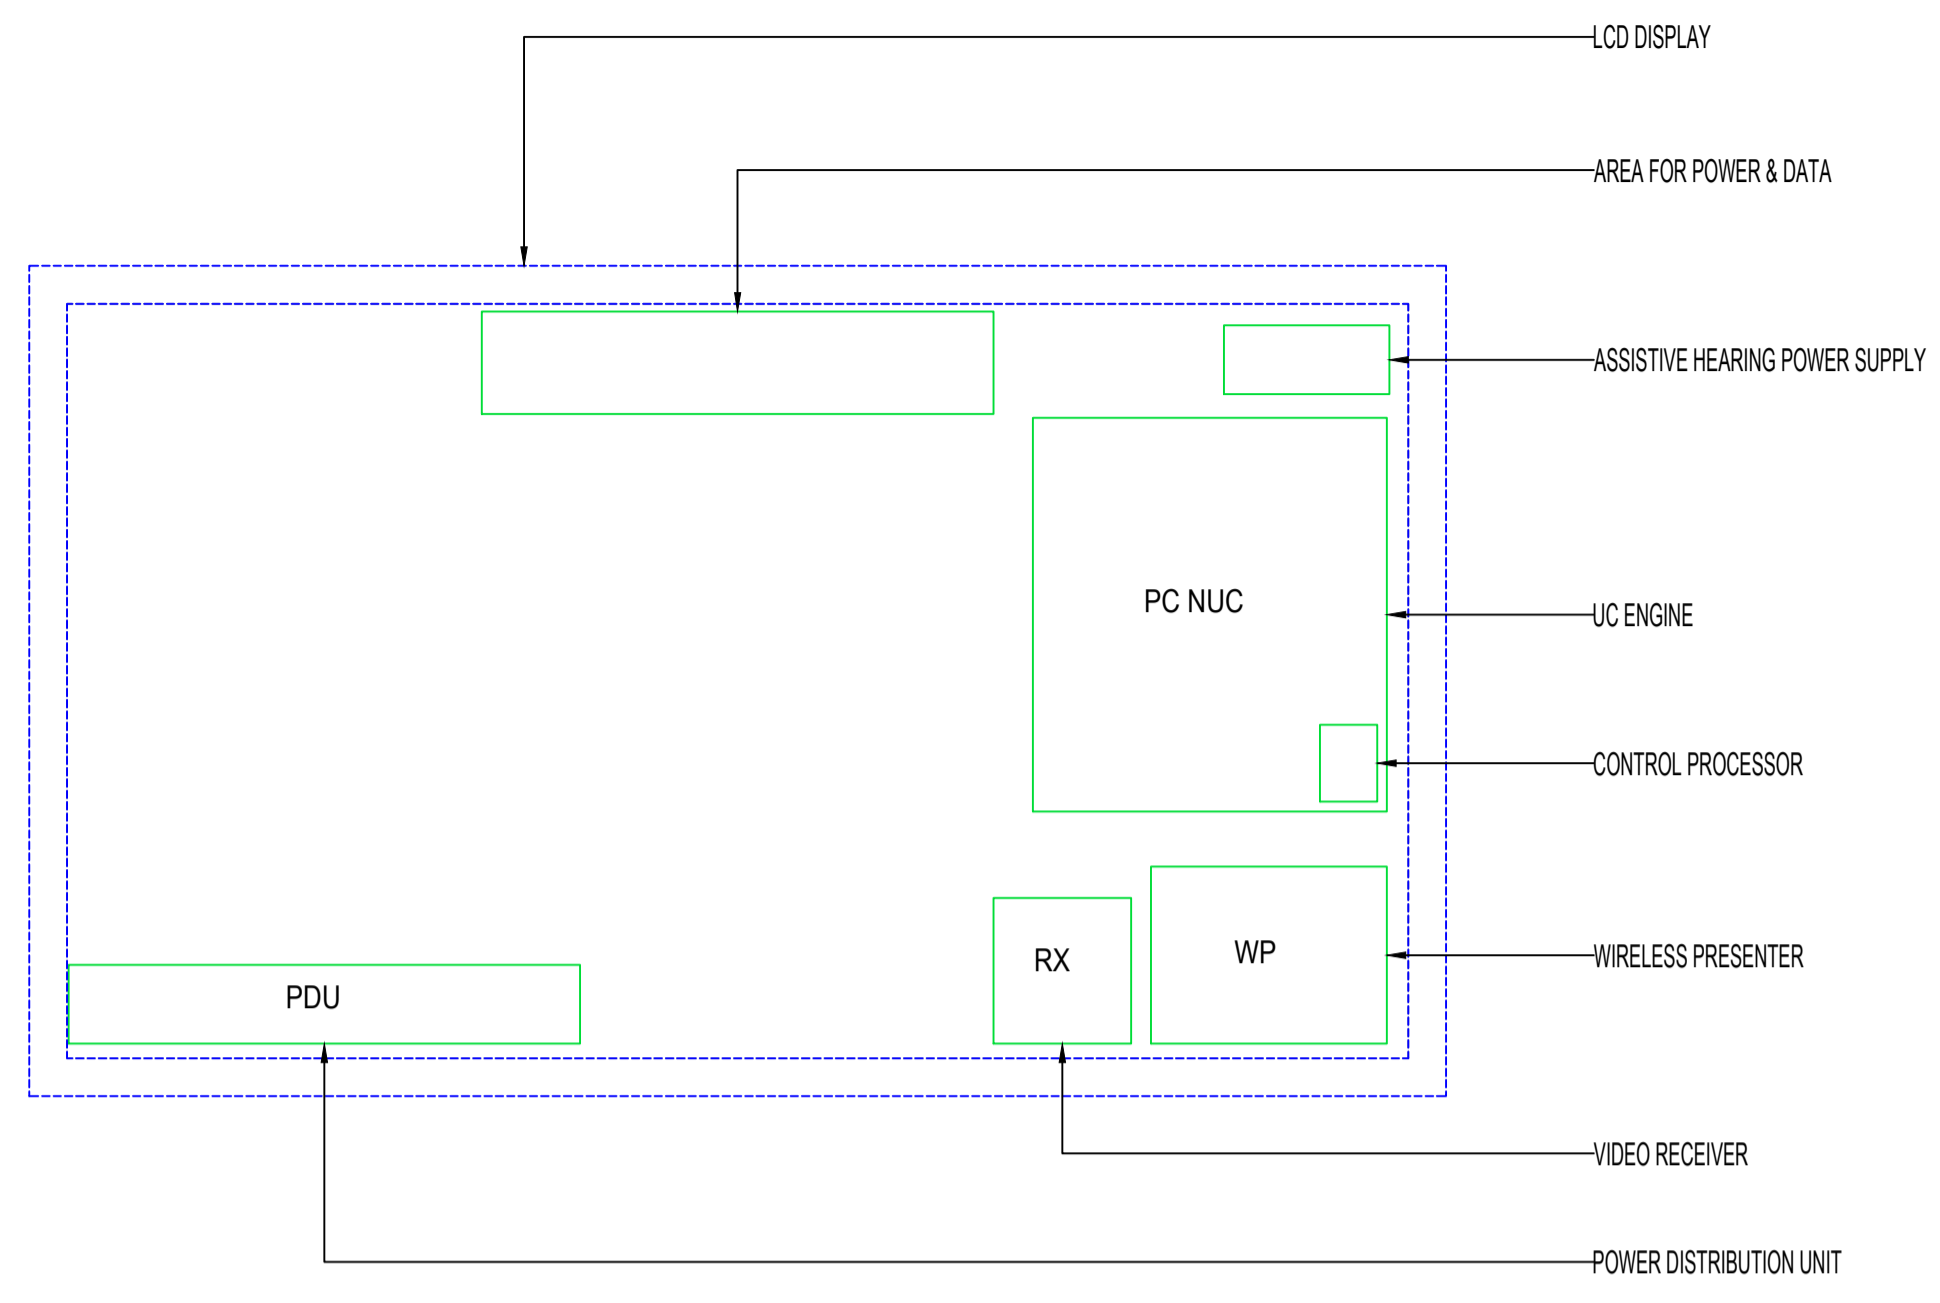 LCD DISPLAY
AREA FOR POWER & DATA
ASSISTIVE HEARING POWER SUPPLY
PC NUC
UC ENGINE
CONTROL PROCESSOR
RX
WP
WIRELESS PRESENTER
PDU
VIDEO RECEIVER
POWER DISTRIBUTION UNIT